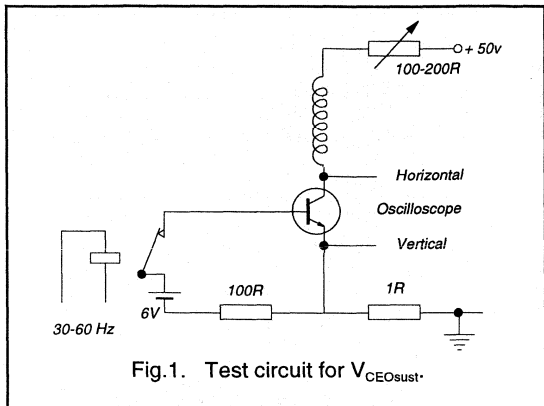 + 50v
100-200R
Horizontal
Oscilloscope
Vertical
100R
1R
6V
30-60 Hz
Fig.1. Test circuit for VCEOsust.